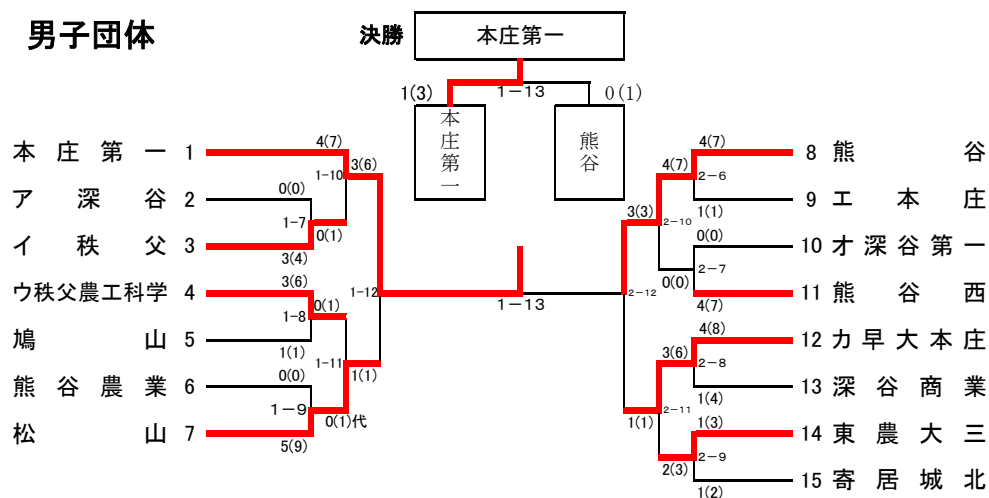 男子団体
決勝
本庄第一
1(3)
1－13
0(1)
本庄第一
熊谷
本庄第一 1
4(7)
1-10
3(6)
ア深谷 2
0(0)
1-7
0(1)
イ秩父 3
3(4)
ウ秩父農工科学 4
3(6)
0(1)
1-8
鳩山 5
1(1)
1-11
1(1)
熊谷農業 6
0(0)
1－9
0(1)代
松山 7
5(9)
1-12
1－13
2－12
4(7)
8 熊谷
4(7)
2－6
9 エ本庄
1(1)
3(3)
2－10
0(0)
10 オ深谷第一
2－7
0(0)
11 熊谷西
4(7)
4(8)
12 カ早大本庄
3(6)
2－8
13 深谷商業
1(4)
1(1)
2－11
1(3)
14 東農大三
2－9
2(3)
15 寄居城北
1(2)